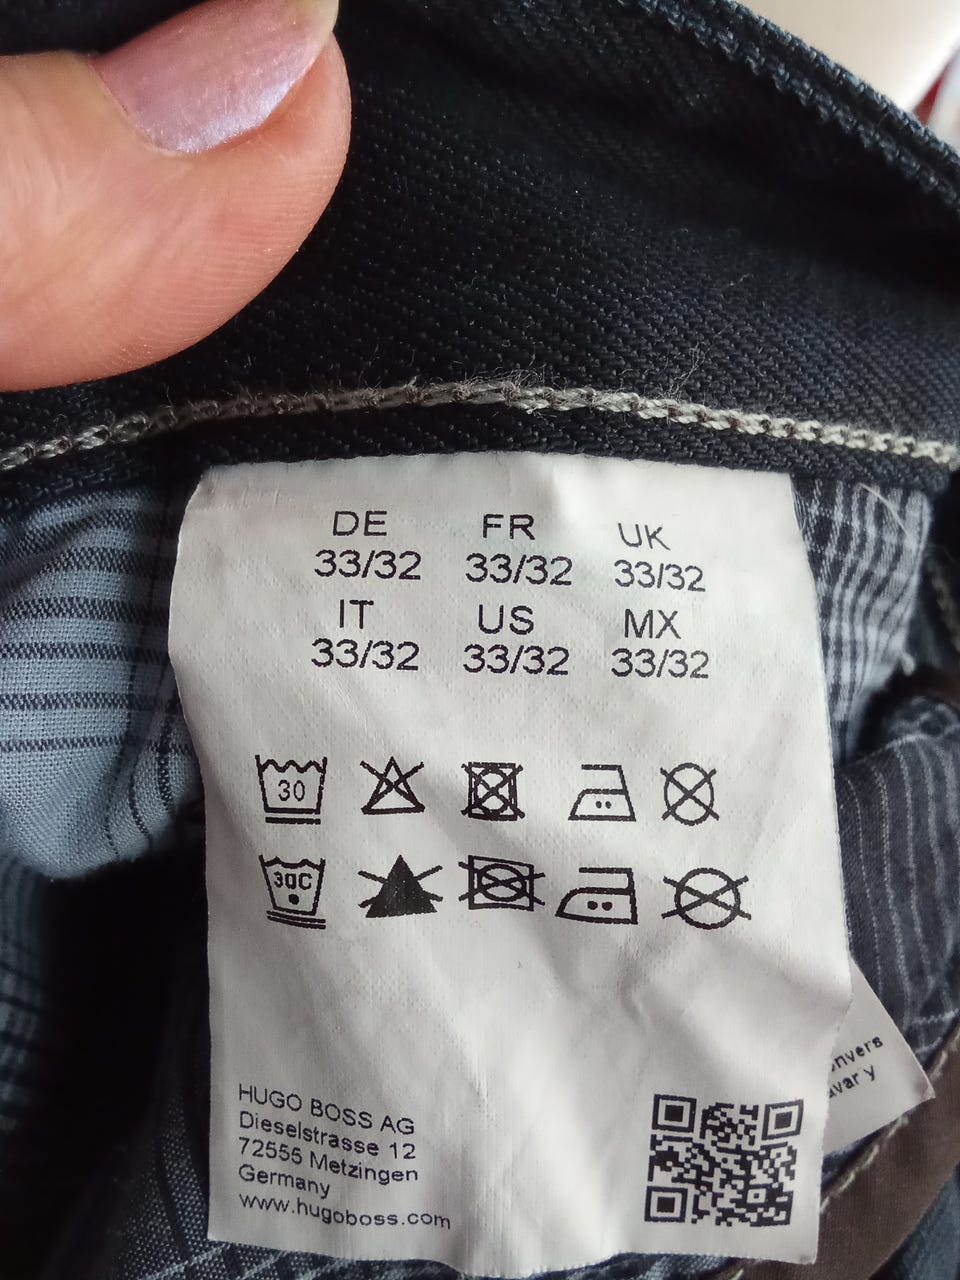 DE FR UK
33/32 33/32 33/32
IT US MX
33/32 33/32 33/32
30
30C
HUGO BOSS AG
Dieselstrasse 12
72555 Metzingen
Germany
www.hugoboss.com